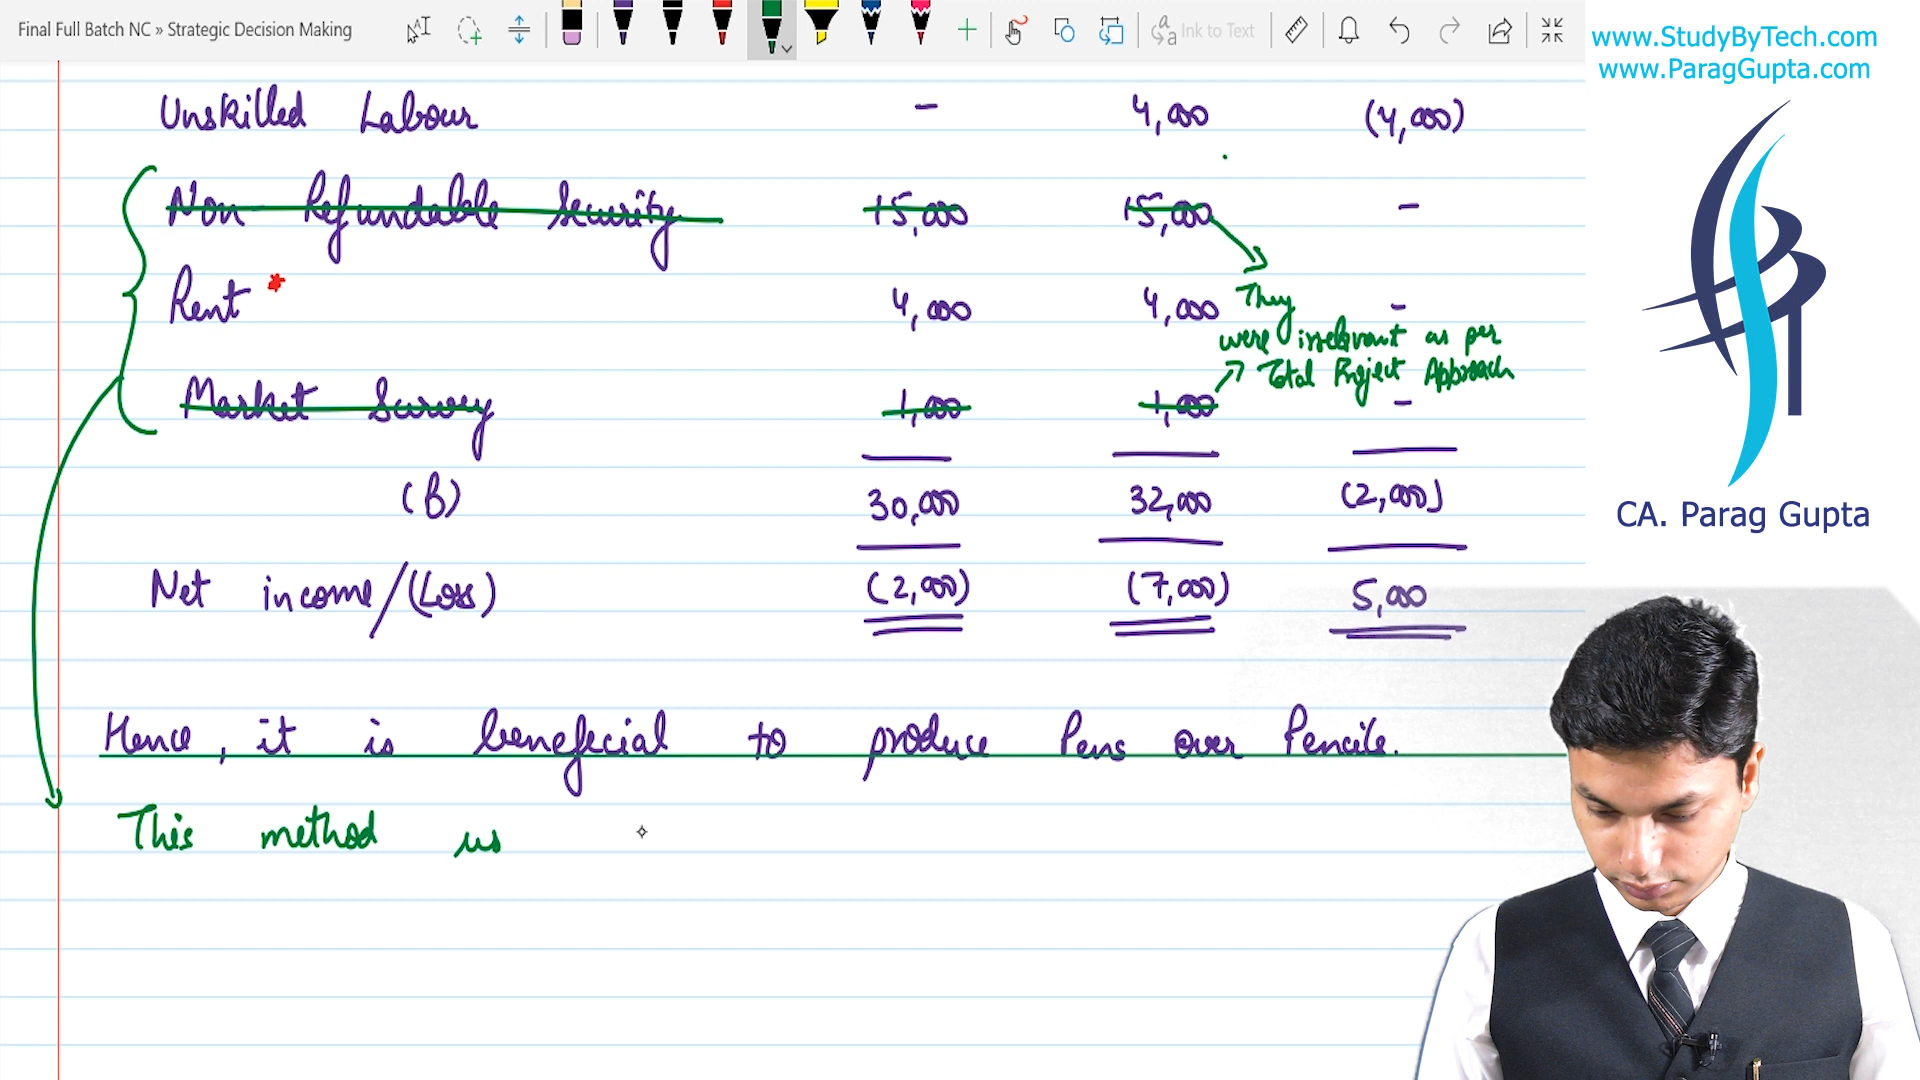 Final Full Batch NC » Strategic Decision Making
Ink to Text
www.StudyByTech.com
www.ParagGupta.com
Unskilled Labour - 4,000 (4,000)
Non Refundable Security 15,000 15,000 -
Rent * 4,000 4,000 -
They
were irrelevant as per
Total Project Approach
Market Survey 1,000 1,000 -
(B) 30,000 32,000 (2,000)
Net income/(Loss) (2,000) (7,000) 5,000
Hence, it is beneficial to produce Pens over Pencils.
This method us
CA. Parag Gupta